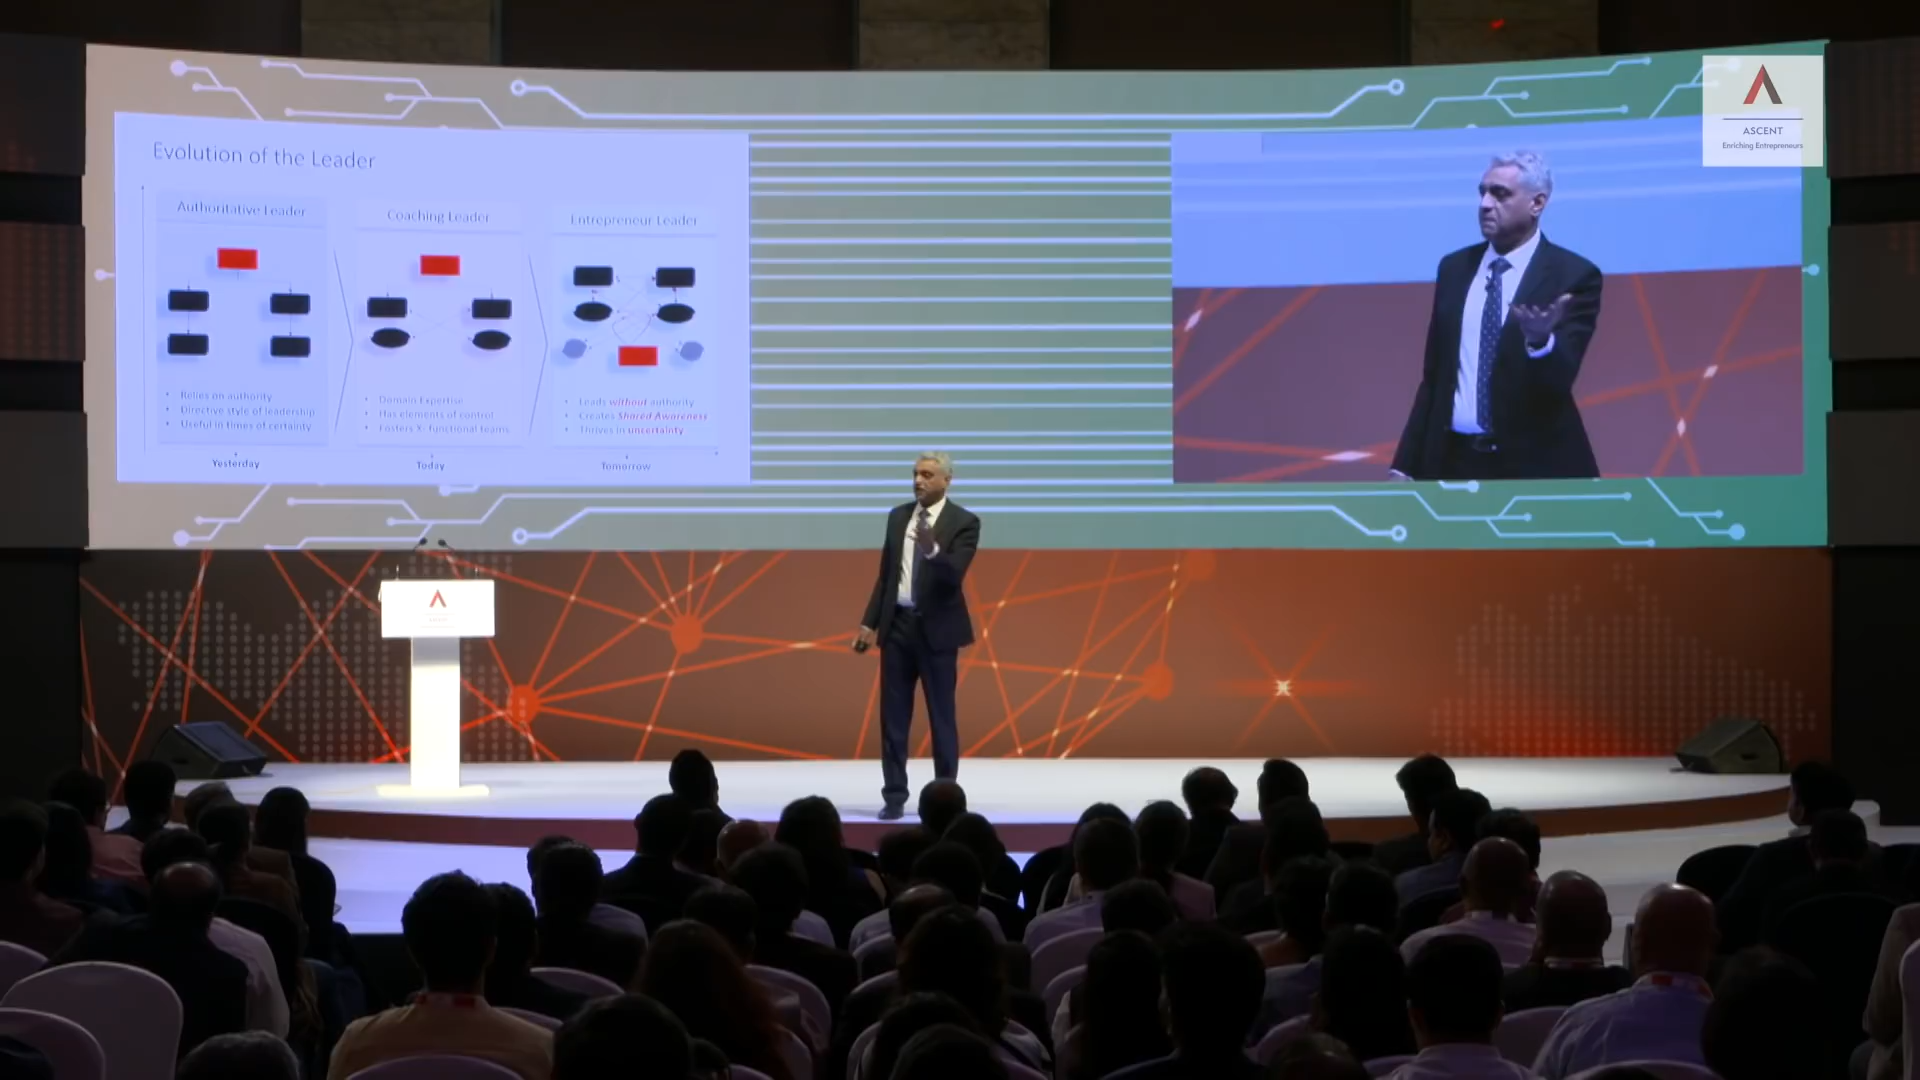 Evolution of the Leader
Authoritative Leader
Relies on authority
Directive style of leadership
Useful in times of certainty
Yesterday
Coaching Leader
Domain Expertise
Has elements of control
Fosters X- functional teams
Today
Entrepreneur Leader
Leads without authority
Creates Shared Awareness
Thrives in uncertainty
Tomorrow
ASCENT
Enriching Entrepreneurs